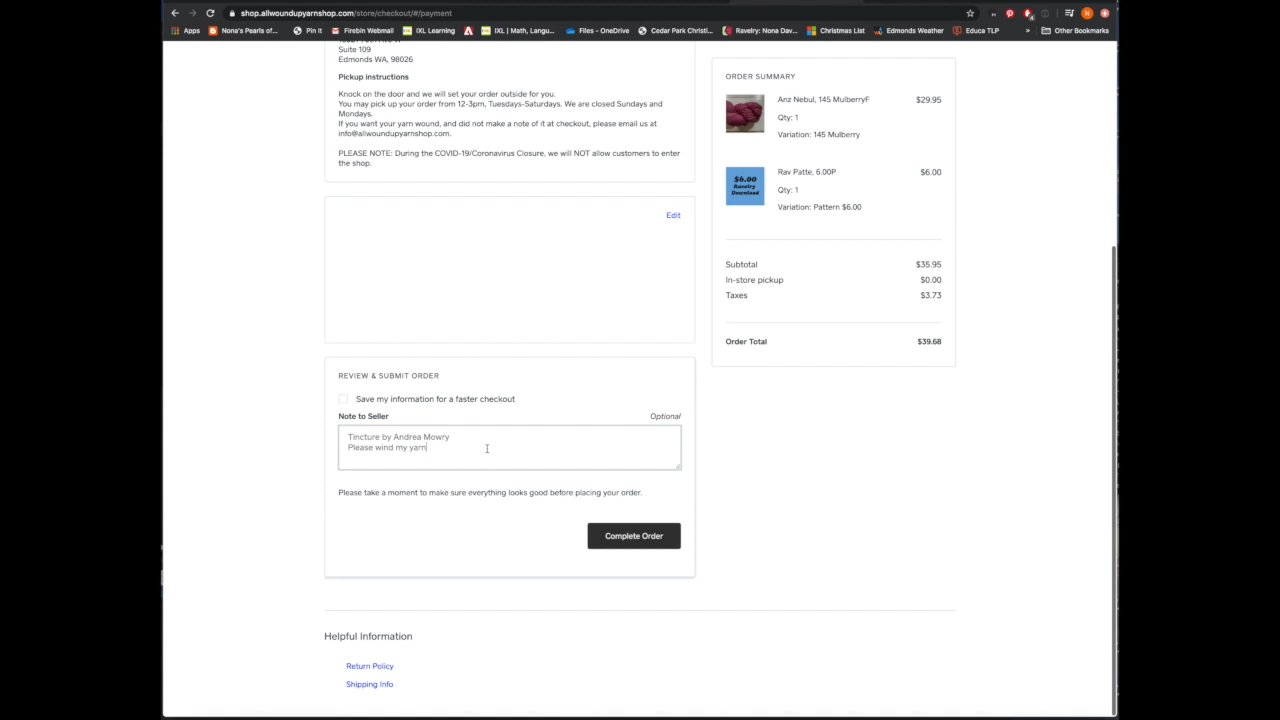 shop.allwoundupyarnshop.com/store/checkout/#/payment
Apps
Nona's Pearls of...
Pin It
Firebin Webmail
IXL Learning
IXL | Math, Langu...
Files - OneDrive
Cedar Park Christi...
Ravelry: Nona Dav...
Christmas List
Edmonds Weather
Educa TLP
»
Other Bookmarks
Suite 109
Edmonds WA, 98026
Pickup instructions
Knock on the door and we will set your order outside for you.
You may pick up your order from 12-3pm, Tuesdays-Saturdays. We are closed Sundays and
Mondays.
If you want your yarn wound, and did not make a note of it at checkout, please email us at
info@allwoundupyarnshop.com.
PLEASE NOTE: During the COVID-19/Coronavirus Closure, we will NOT allow customers to enter
the shop.
Edit
REVIEW & SUBMIT ORDER
Save my information for a faster checkout
Note to Seller Optional
Tincture by Andrea Mowry
Please wind my yarn
Please take a moment to make sure everything looks good before placing your order.
Complete Order
ORDER SUMMARY
Anz Nebul, 145 MulberryF $29.95
Qty: 1
Variation: 145 Mulberry
$6.00
Ravelry
Download
Rav Patte, 6.00P $6.00
Qty: 1
Variation: Pattern $6.00
Subtotal $35.95
In-store pickup $0.00
Taxes $3.73
Order Total $39.68
Helpful Information
Return Policy
Shipping Info